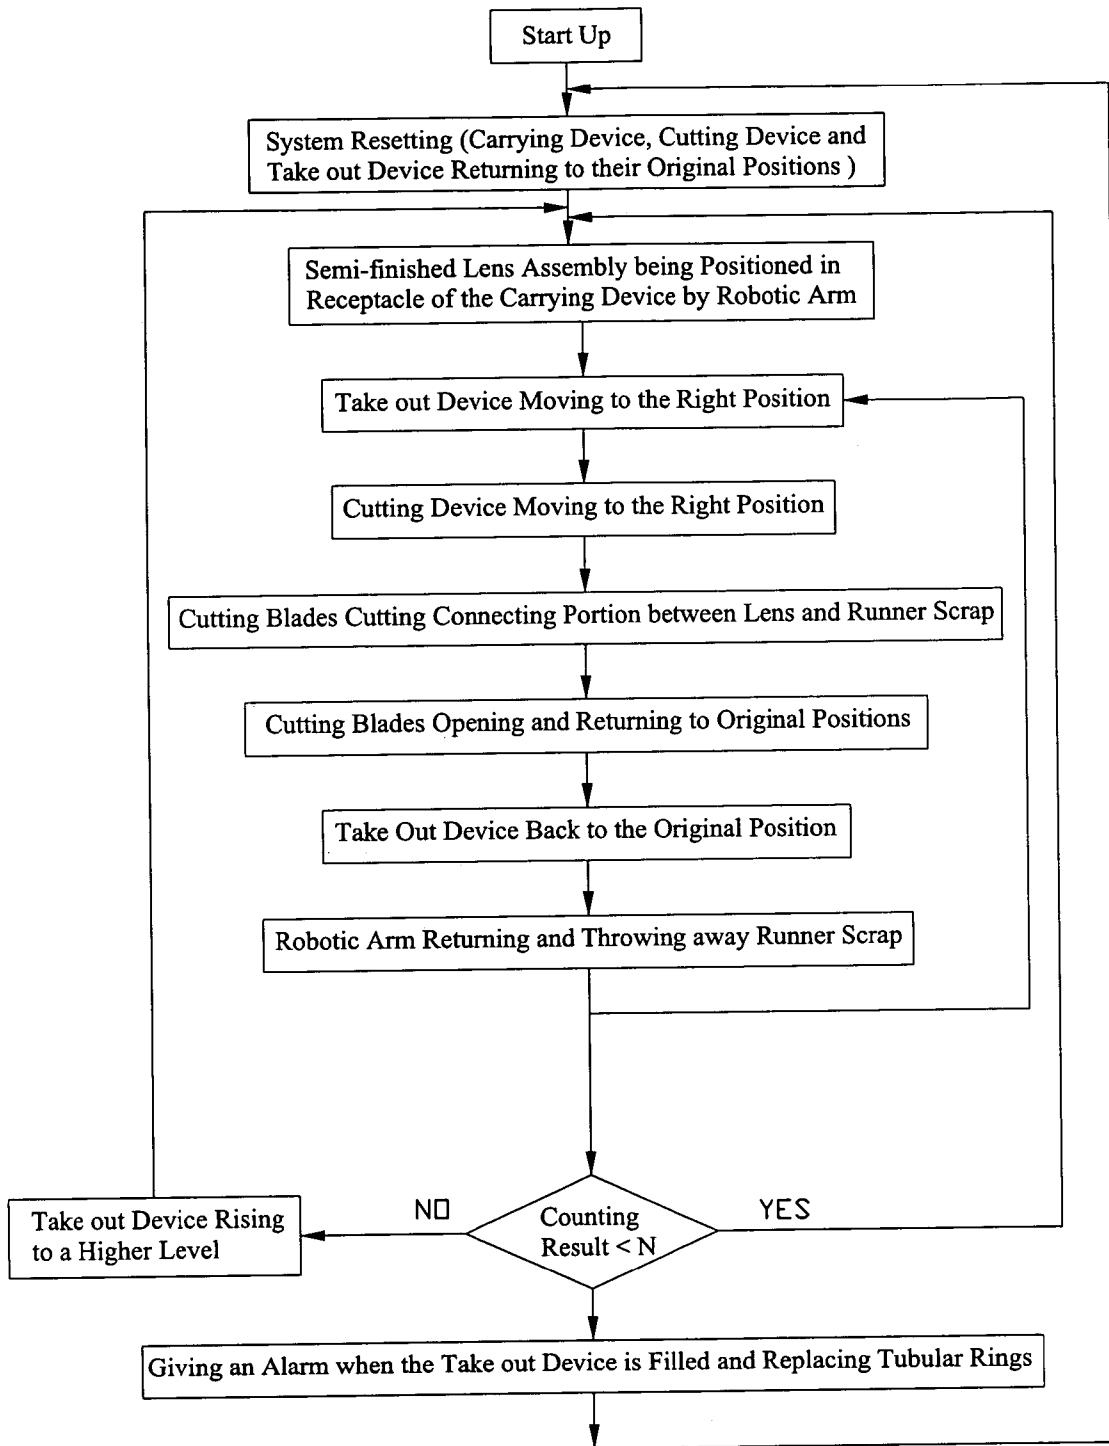 Start Up
System Resetting (Carrying Device, Cutting Device and
Take out Device Returning to their Original Positions )
Semi-finished Lens Assembly being Positioned in
Receptacle of the Carrying Device by Robotic Arm
Take out Device Moving to the Right Position
Cutting Device Moving to the Right Position
Cutting Blades Cutting Connecting Portion between Lens and Runner Scrap
Cutting Blades Opening and Returning to Original Positions
Take Out Device Back to the Original Position
Robotic Arm Returning and Throwing away Runner Scrap
Take out Device Rising
to a Higher Level
NO
Counting
Result < N
YES
Giving an Alarm when the Take out Device is Filled and Replacing Tubular Rings